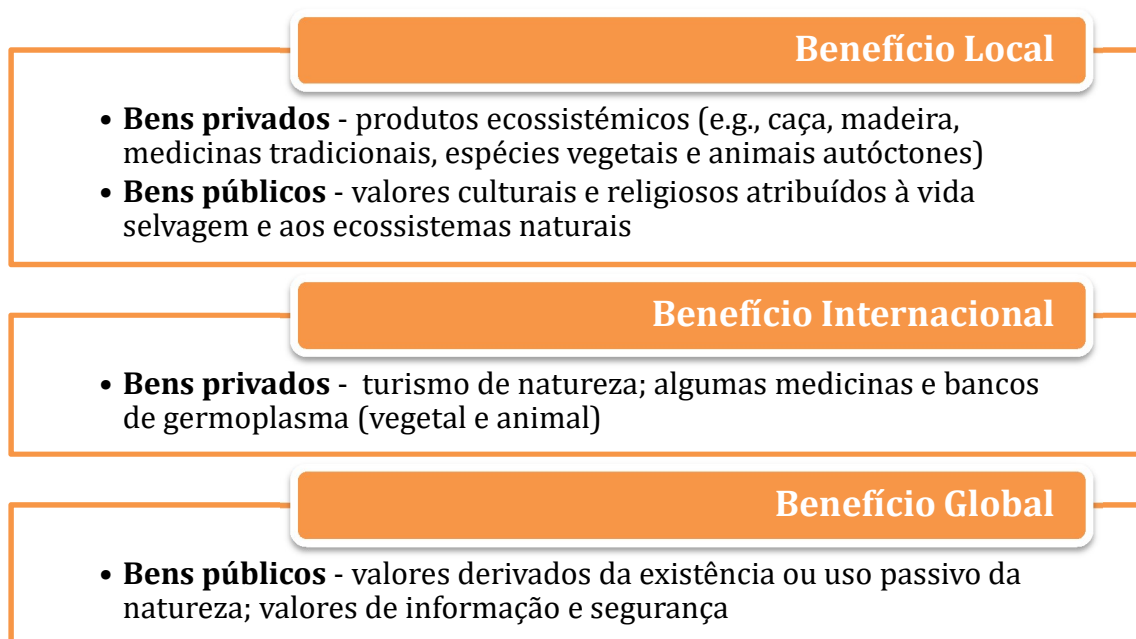 Benefício Local
• Bens privados - produtos ecossistémicos (e.g., caça, madeira,
medicinas tradicionais, espécies vegetais e animais autóctones)
• Bens públicos - valores culturais e religiosos atribuídos à vida
selvagem e aos ecossistemas naturais
Benefício Internacional
• Bens privados - turismo de natureza; algumas medicinas e bancos
de germoplasma (vegetal e animal)
Benefício Global
• Bens públicos - valores derivados da existência ou uso passivo da
natureza; valores de informação e segurança